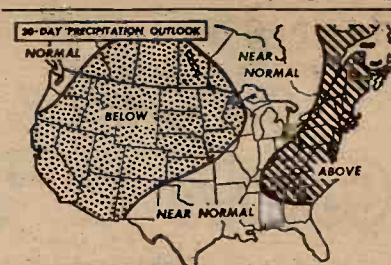 30-DAY PRECIPITATION OUTLOOK
NORMAL
NEAR
NORMAL
BELOW
ABOVE
NEAR NORMAL